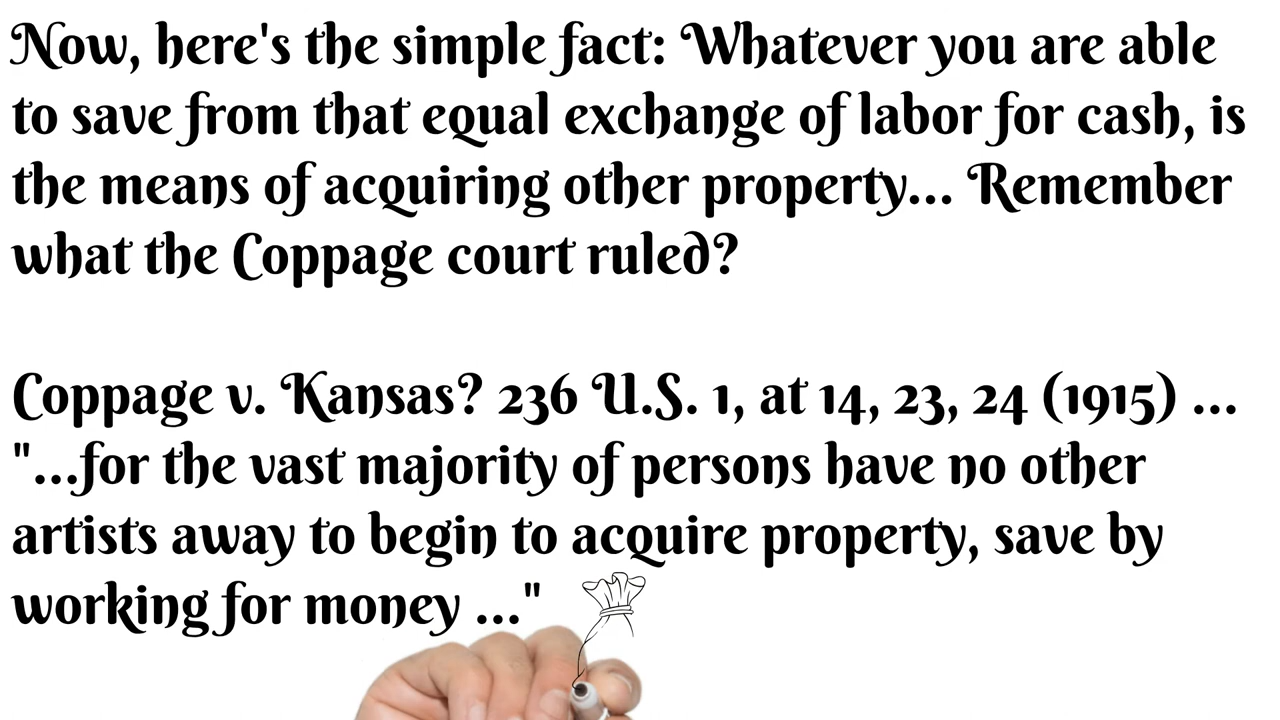 Now, here's the simple fact: Whatever you are able
to save from that equal exchange of labor for cash, is
the means of acquiring other property... Remember
what the Coppage court ruled?
Coppage v. Kansas? 236 U.S. 1, at 14, 23, 24 (1915) ...
"...for the vast majority of persons have no other
artists away to begin to acquire property, save by
working for money ..."